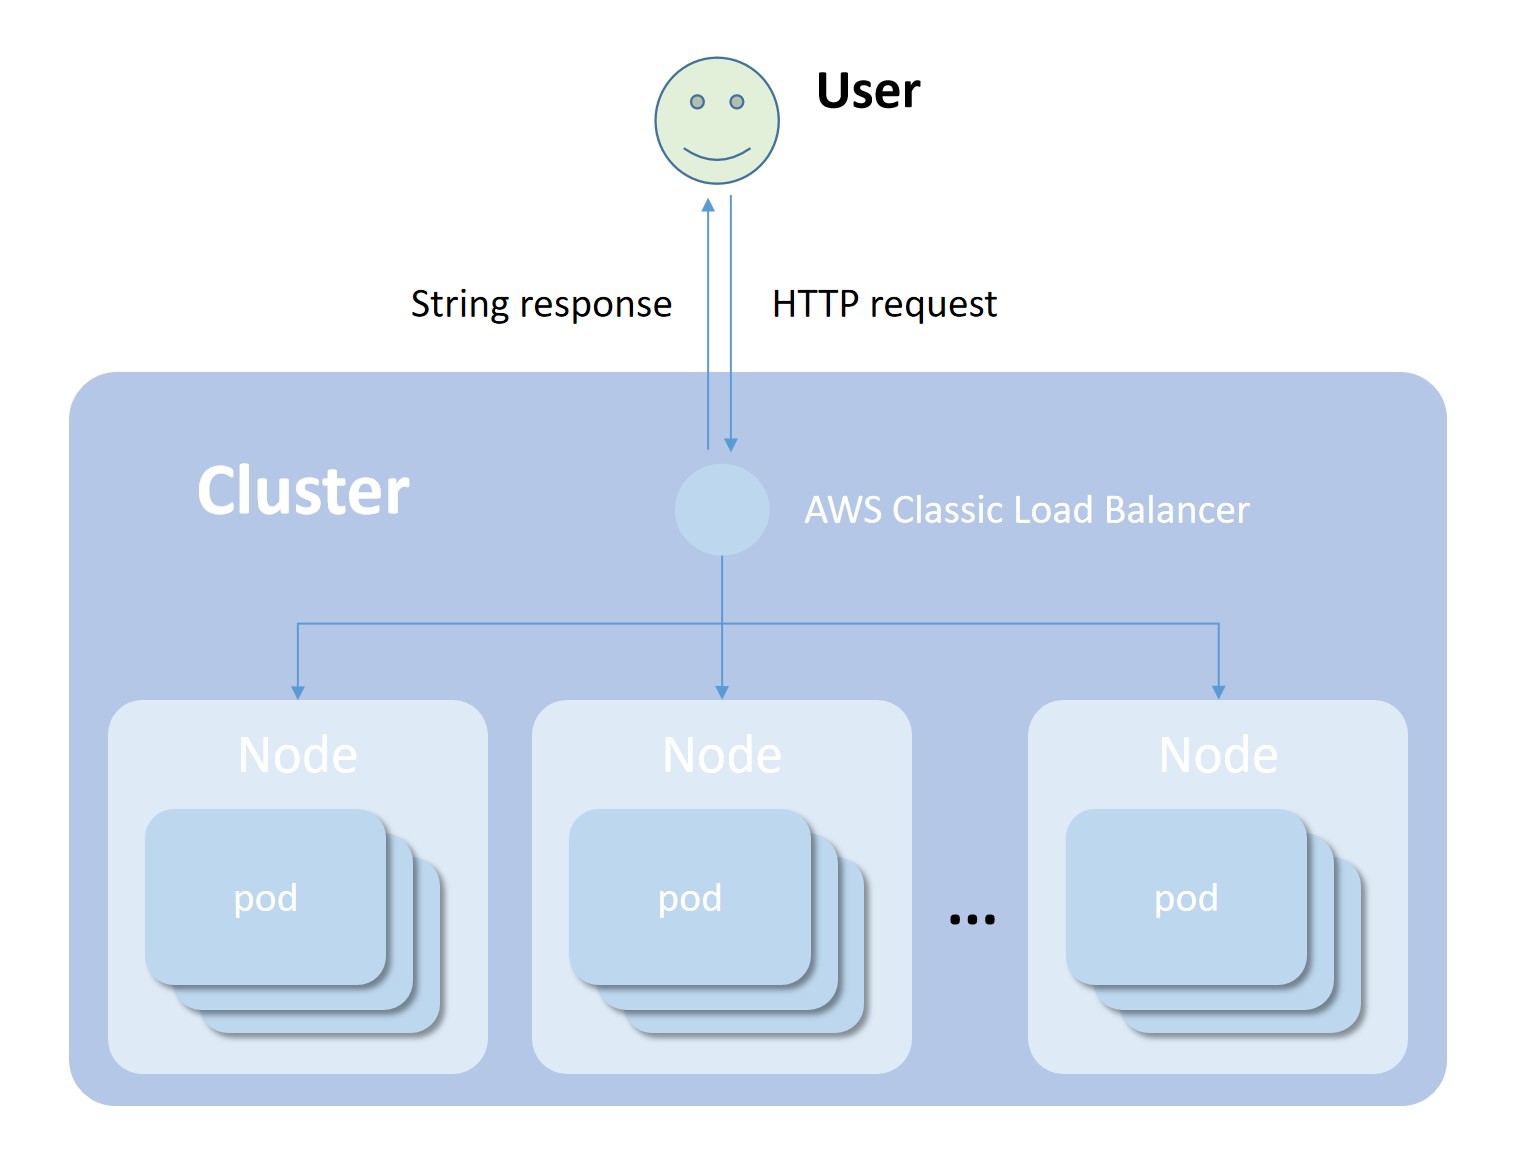 User
String response
HTTP request
Cluster
AWS Classic Load Balancer
Node
Node
Node
pod
pod
...
pod